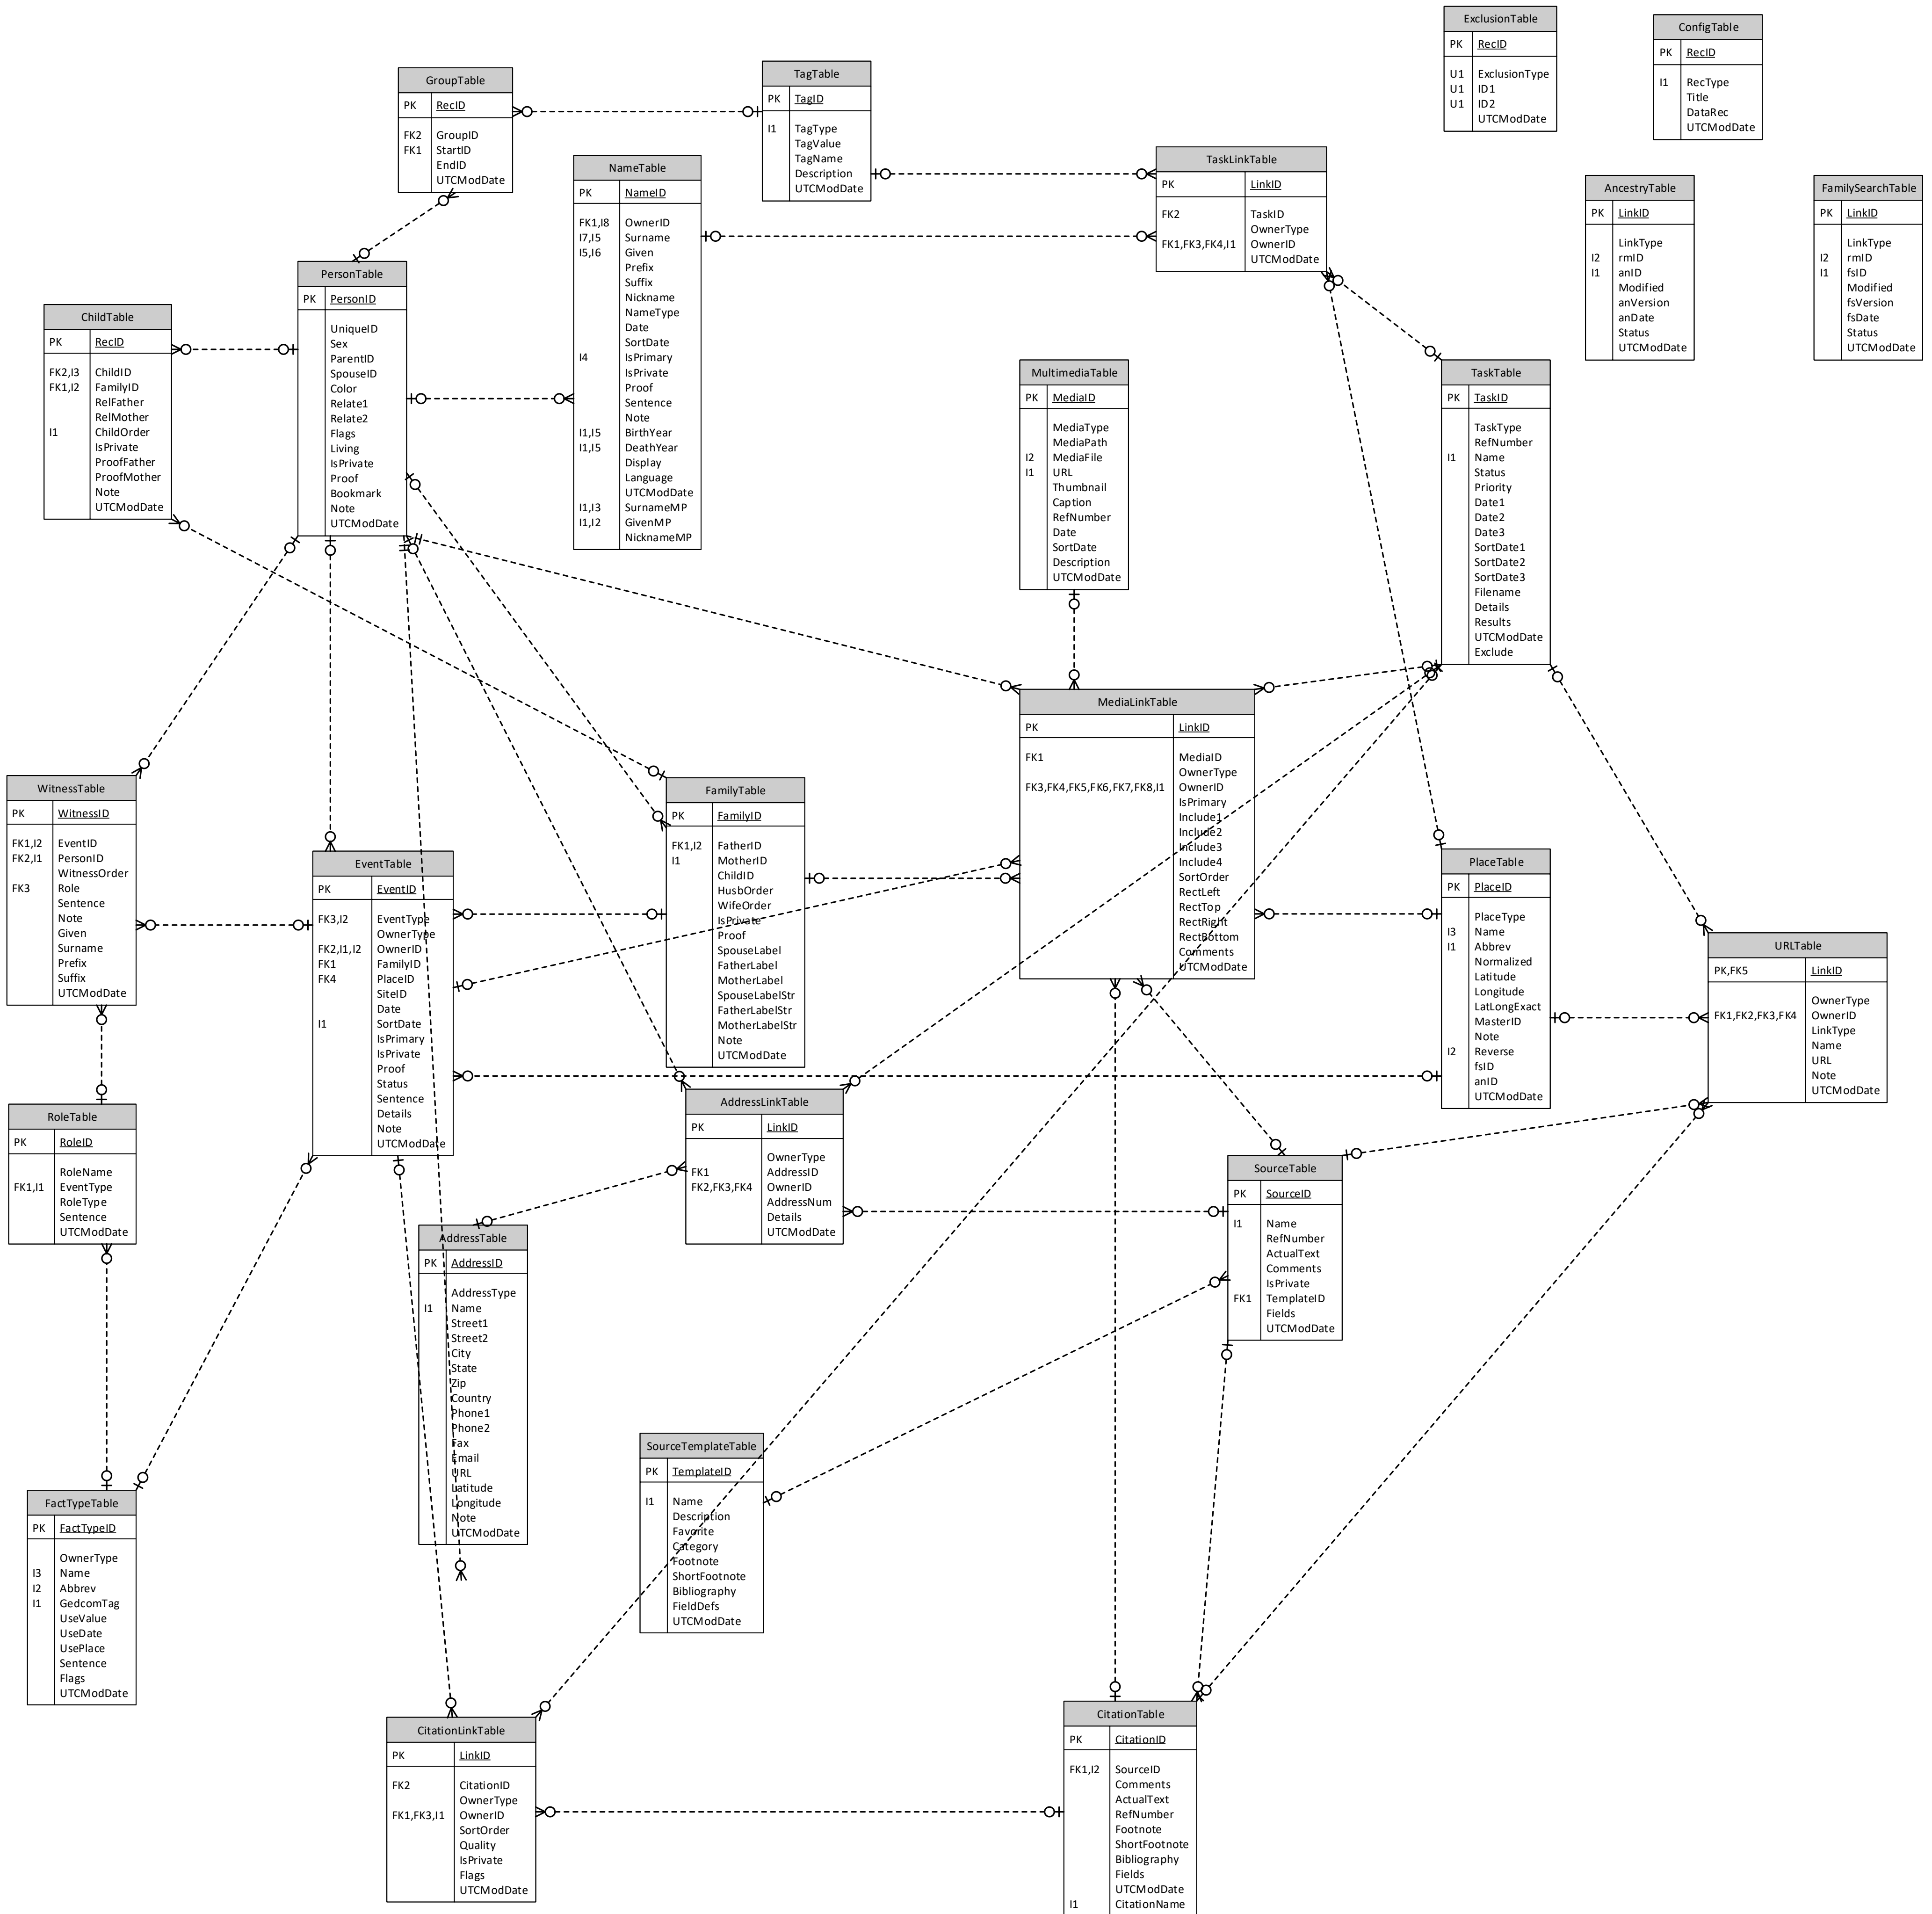 ExclusionTable
PK RecID
U1 ExclusionType
U1 ID1
U1 ID2
UTCModDate
ConfigTable
PK RecID
I1 RecType
Title
DataRec
UTCModDate
GroupTable
PK RecID
FK2 GroupID
FK1 StartID
EndID
UTCModDate
TagTable
PK TagID
I1 TagType
TagValue
TagName
Description
UTCModDate
NameTable
PK NameID
FK1,I8 OwnerID
I7,I5 Surname
I5,I6 Given
Prefix
Suffix
Nickname
NameType
Date
SortDate
I4 IsPrimary
IsPrivate
Proof
Sentence
Note
I1,I5 BirthYear
I1,I5 DeathYear
Display
Language
UTCModDate
I1,I3 SurnameMP
I1,I2 GivenMP
NicknameMP
TaskLinkTable
PK LinkID
FK2 TaskID
OwnerType
FK1,FK3,FK4,I1 OwnerID
UTCModDate
AncestryTable
PK LinkID
LinkType
I2 rmID
I1 anID
Modified
anVersion
anDate
Status
UTCModDate
FamilySearchTable
PK LinkID
LinkType
I2 rmID
I1 fsID
Modified
fsVersion
fsDate
Status
UTCModDate
PersonTable
PK PersonID
UniqueID
Sex
ParentID
SpouseID
Color
Relate1
Relate2
Flags
Living
IsPrivate
Proof
Bookmark
Note
UTCModDate
ChildTable
PK RecID
FK2,I3 ChildID
FK1,I2 FamilyID
RelFather
RelMother
I1 ChildOrder
IsPrivate
ProofFather
ProofMother
Note
UTCModDate
MultimediaTable
PK MediaID
MediaType
MediaPath
I2 MediaFile
I1 URL
Thumbnail
Caption
RefNumber
Date
SortDate
Description
UTCModDate
TaskTable
PK TaskID
TaskType
RefNumber
I1 Name
Status
Priority
Date1
Date2
Date3
SortDate1
SortDate2
SortDate3
Filename
Details
Results
UTCModDate
Exclude
MediaLinkTable
PK LinkID
FK1 MediaID
OwnerType
FK3,FK4,FK5,FK6,FK7,FK8,I1 OwnerID
IsPrimary
Include1
Include2
Include3
Include4
SortOrder
RectLeft
RectTop
RectRight
RectBottom
Comments
UTCModDate
WitnessTable
PK WitnessID
FK1,I2 EventID
FK2,I1 PersonID
WitnessOrder
FK3 Role
Sentence
Note
Given
Surname
Prefix
Suffix
UTCModDate
FamilyTable
PK FamilyID
FK1,I2 FatherID
I1 MotherID
ChildID
HusbOrder
WifeOrder
IsPrivate
Proof
SpouseLabel
FatherLabel
MotherLabel
SpouseLabelStr
FatherLabelStr
MotherLabelStr
Note
UTCModDate
EventTable
PK EventID
FK3,I2 EventType
OwnerType
FK2,I1,I2 OwnerID
FK1 FamilyID
FK4 PlaceID
SiteID
Date
I1 SortDate
IsPrimary
IsPrivate
Proof
Status
Sentence
Details
Note
UTCModDate
PlaceTable
PK PlaceID
PlaceType
I3 Name
I1 Abbrev
Normalized
Latitude
Longitude
LatLongExact
MasterID
Note
I2 Reverse
fsID
anID
UTCModDate
URLTable
PK,FK5 LinkID
OwnerType
FK1,FK2,FK3,FK4 OwnerID
LinkType
Name
URL
Note
UTCModDate
RoleTable
PK RoleID
RoleName
FK1,I1 EventType
RoleType
Sentence
UTCModDate
AddressLinkTable
PK LinkID
OwnerType
FK1 AddressID
FK2,FK3,FK4 OwnerID
AddressNum
Details
UTCModDate
SourceTable
PK SourceID
I1 Name
RefNumber
ActualText
Comments
IsPrivate
FK1 TemplateID
Fields
UTCModDate
AddressTable
PK AddressID
AddressType
I1 Name
Street1
Street2
City
State
Zip
Country
Phone1
Phone2
Fax
Email
URL
Latitude
Longitude
Note
UTCModDate
SourceTemplateTable
PK TemplateID
I1 Name
Description
Favorite
Category
Footnote
ShortFootnote
Bibliography
FieldDefs
UTCModDate
FactTypeTable
PK FactTypeID
OwnerType
I3 Name
I2 Abbrev
I1 GedcomTag
UseValue
UseDate
UsePlace
Sentence
Flags
UTCModDate
CitationLinkTable
PK LinkID
FK2 CitationID
OwnerType
FK1,FK3,I1 OwnerID
SortOrder
Quality
IsPrivate
Flags
UTCModDate
CitationTable
PK CitationID
FK1,I2 SourceID
Comments
ActualText
RefNumber
Footnote
ShortFootnote
Bibliography
Fields
UTCModDate
I1 CitationName